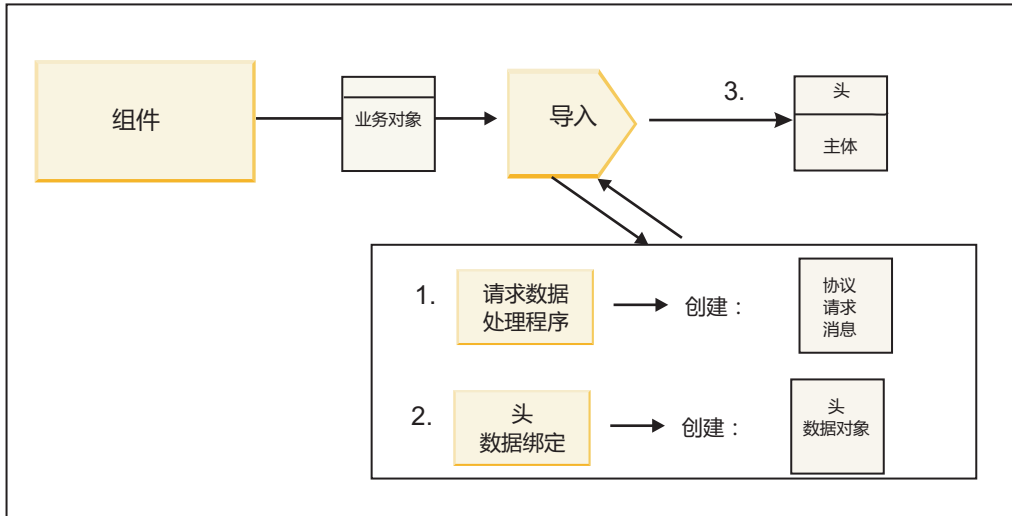 组件
业务对象
导入
3.
头
主体
1.
请求数据
处理程序
创建：
协议
请求
消息
2.
头
数据绑定
创建：
头
数据对象